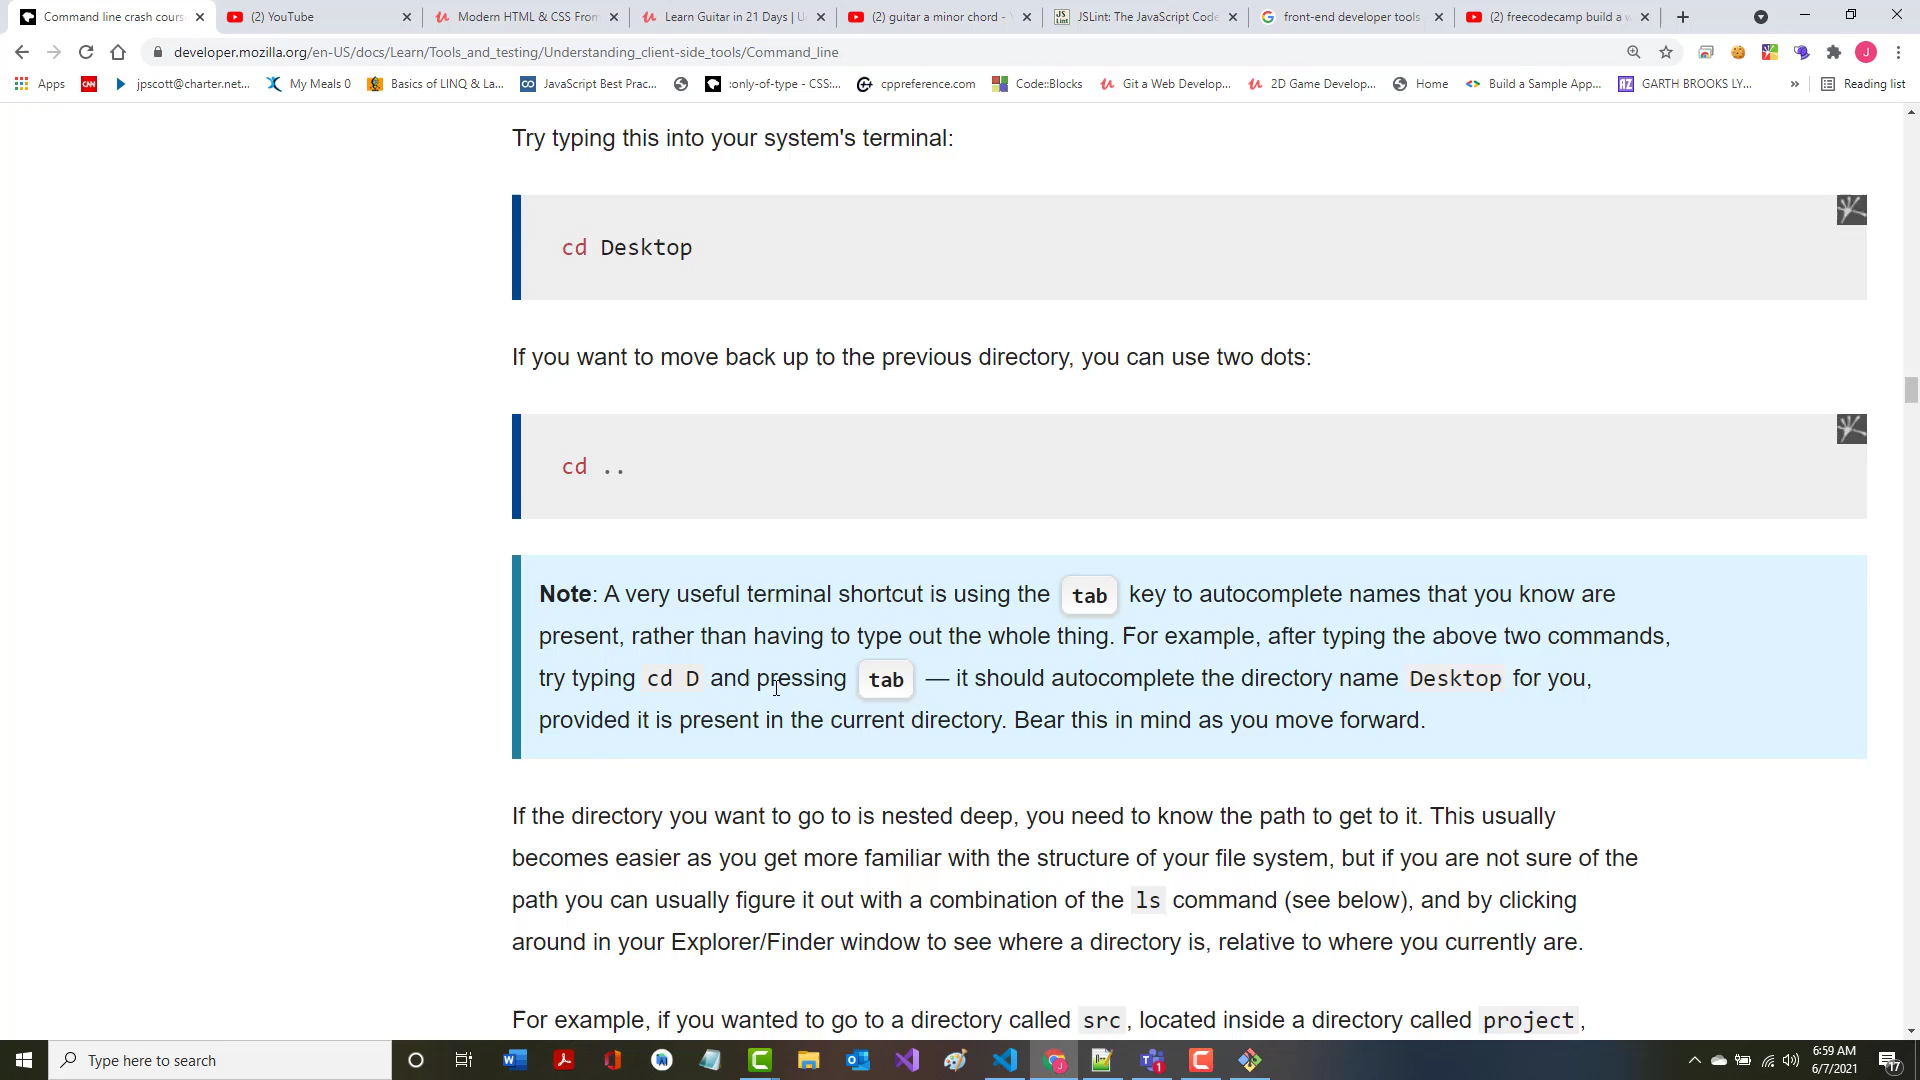 Command line crash cours
(2) YouTube
Modern HTML & CSS From
Learn Guitar in 21 Days | U
(2) guitar a minor chord -
JSLint: The JavaScript Code
front-end developer tools
(2) freecodecamp build a w
developer.mozilla.org/en-US/docs/Learn/Tools_and_testing/Understanding_client-side_tools/Command_line
J
Apps
CNN
jpscott@charter.net...
My Meals 0
Basics of LINQ & La...
JavaScript Best Prac...
:only-of-type - CSS:...
cppreference.com
Code::Blocks
Git a Web Develop...
2D Game Develop...
Home
Build a Sample App...
AZ
GARTH BROOKS LY...
»
Reading list
Try typing this into your system's terminal:
cd Desktop
If you want to move back up to the previous directory, you can use two dots:
cd ..
Note: A very useful terminal shortcut is using the tab key to autocomplete names that you know are
present, rather than having to type out the whole thing. For example, after typing the above two commands,
try typing cd D and pressing tab — it should autocomplete the directory name Desktop for you,
provided it is present in the current directory. Bear this in mind as you move forward.
If the directory you want to go to is nested deep, you need to know the path to get to it. This usually
becomes easier as you get more familiar with the structure of your file system, but if you are not sure of the
path you can usually figure it out with a combination of the ls command (see below), and by clicking
around in your Explorer/Finder window to see where a directory is, relative to where you currently are.
For example, if you wanted to go to a directory called src, located inside a directory called project,
Type here to search
6:59 AM
6/7/2021
17